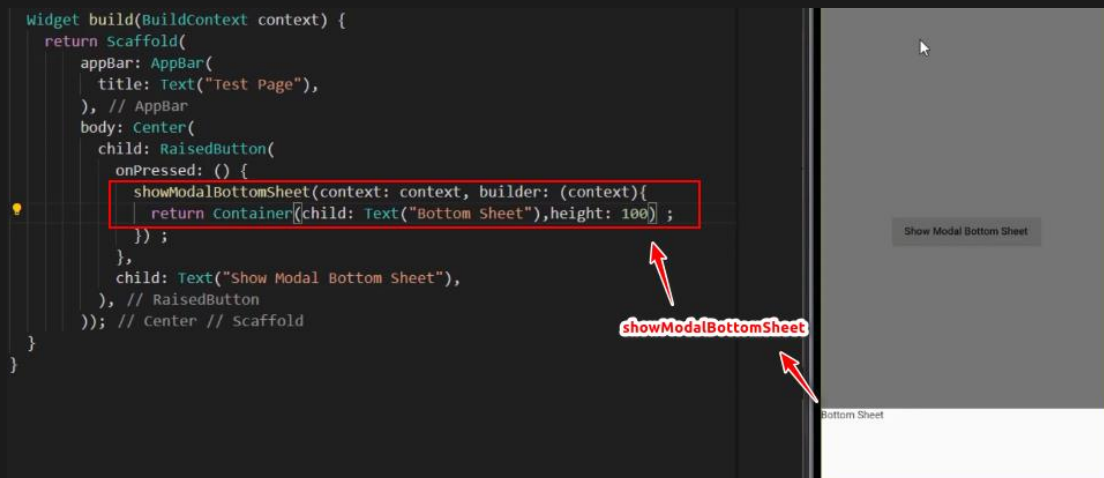 Widget build(BuildContext context) {
return Scaffold(
appBar: AppBar(
title: Text("Test Page"),
), // AppBar
body: Center(
child: RaisedButton(
onPressed: () {
showModalBottomSheet(context: context, builder: (context){
return Container(child: Text("Bottom Sheet"),height: 100) ;
}) ;
},
child: Text("Show Modal Bottom Sheet"),
), // RaisedButton
)); // Center // Scaffold
}
}
showModalBottomSheet
Show Modal Bottom Sheet
Bottom Sheet